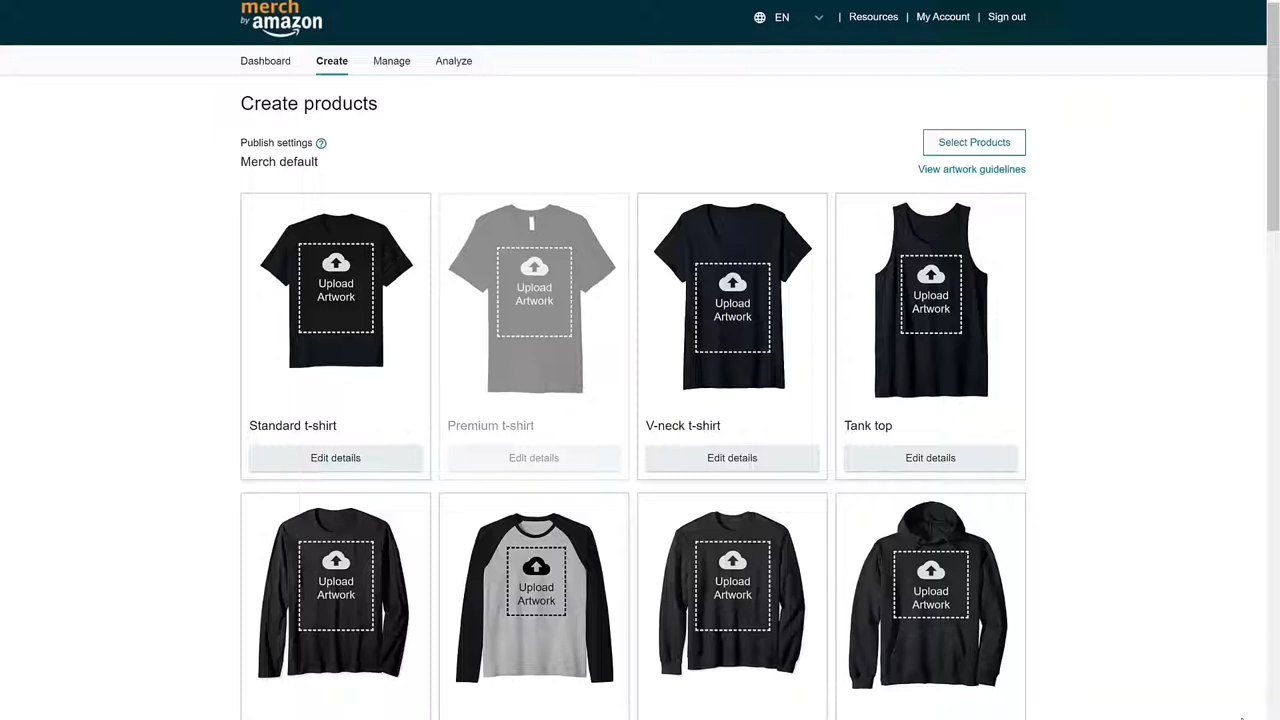 merch
by amazon
EN | Resources | My Account | Sign out
Dashboard Create Manage Analyze
Create products
Publish settings ?
Merch default
Select Products
View artwork guidelines
Upload
Artwork
Upload
Artwork
Upload
Artwork
Upload
Artwork
Standard t-shirt
Premium t-shirt
V-neck t-shirt
Tank top
Edit details
Edit details
Edit details
Edit details
Upload
Artwork
Upload
Artwork
Upload
Artwork
Upload
Artwork